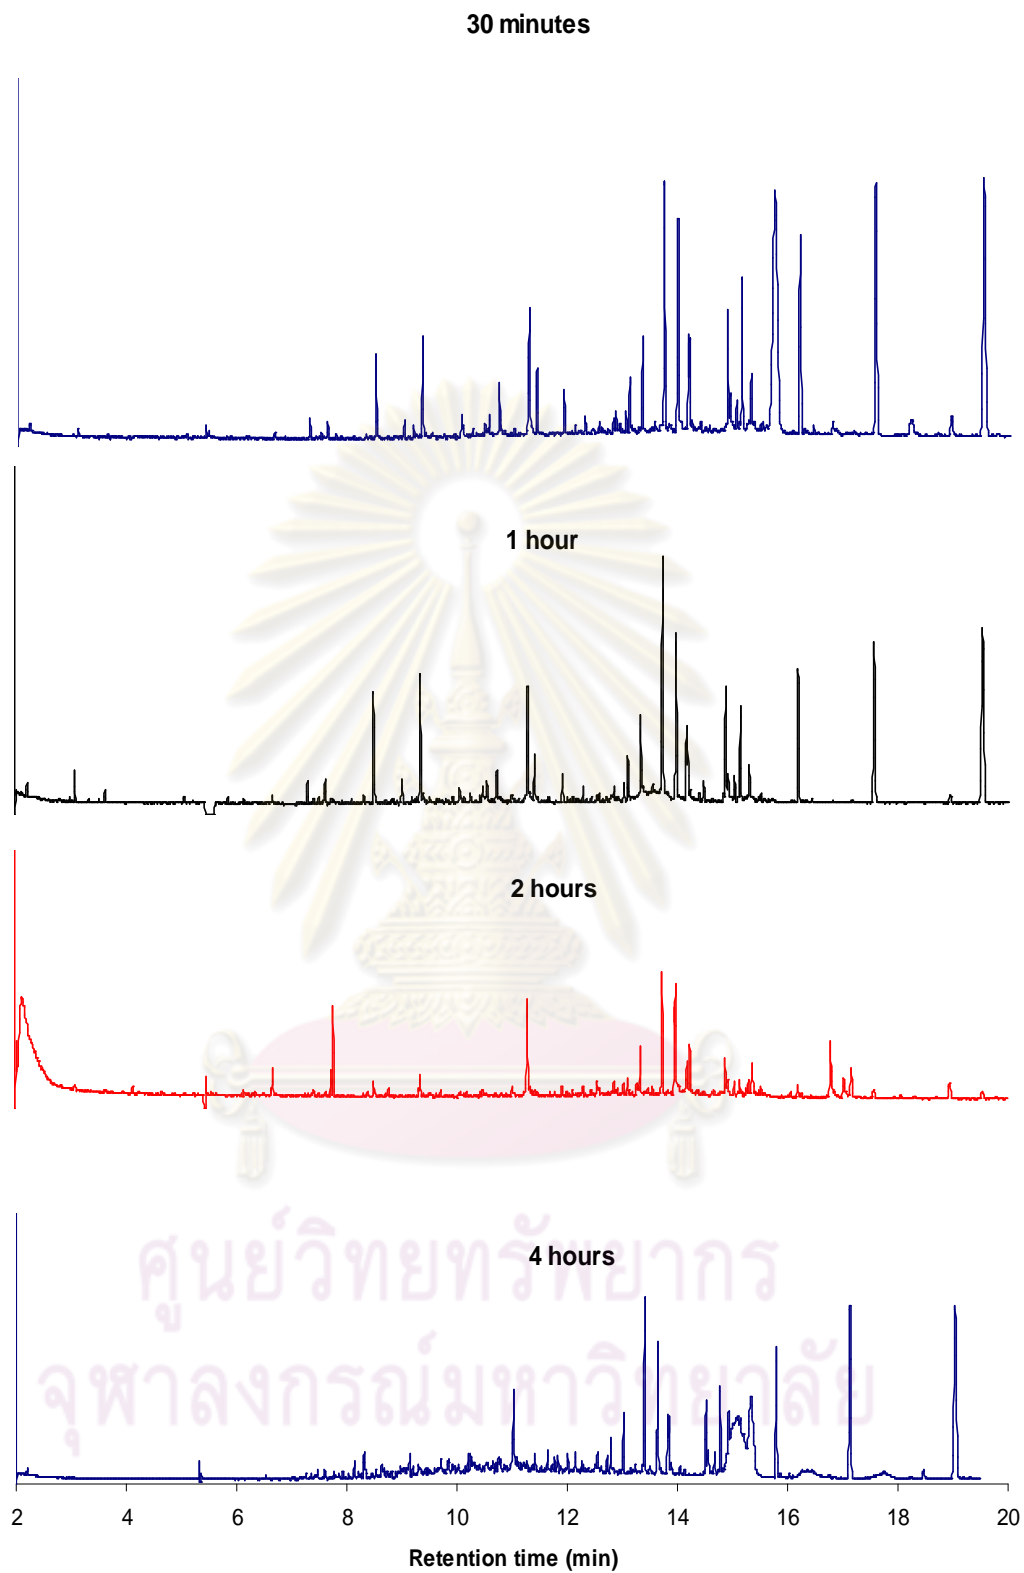 30 minutes
1 hour
2 hours
4 hours
ศูนย์วิทยทรัพยากร
จุฬาลงกรณ์มหาวิทยาลัย
2 4 6 8 10 12 14 16 18 20
Retention time (min)